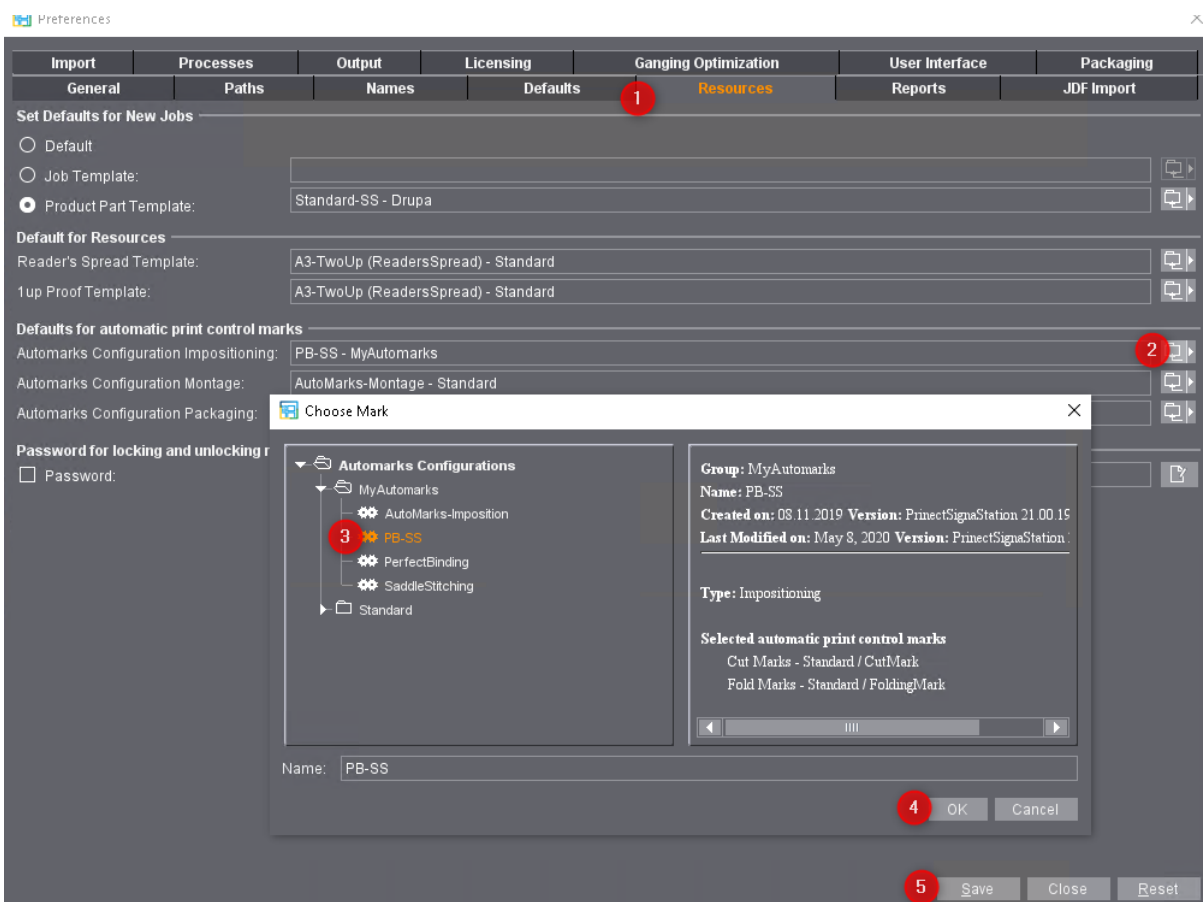 Preferences
Import Processes Output Licensing Ganging Optimization User Interface Packaging
General Paths Names Defaults 1 Resources Reports JDF Import
Set Defaults for New Jobs
Default
Job Template:
Product Part Template: Standard-SS - Drupa
Default for Resources
Reader's Spread Template: A3-TwoUp (ReadersSpread) - Standard
1up Proof Template: A3-TwoUp (ReadersSpread) - Standard
Defaults for automatic print control marks
Automarks Configuration Impositioning: PB-SS - MyAutomarks 2
Automarks Configuration Montage: AutoMarks-Montage - Standard
Automarks Configuration Packaging:
Password for locking and unlocking
Password:
Choose Mark
Automarks Configurations
MyAutomarks
AutoMarks-Imposition
3 PB-SS
PerfectBinding
SaddleStitching
Standard
Group: MyAutomarks
Name: PB-SS
Created on: 08.11.2019 Version: PrinectSignaStation 21.00.19
Last Modified on: May 8, 2020 Version: PrinectSignaStation
Type: Impositioning
Selected automatic print control marks
Cut Marks - Standard / CutMark
Fold Marks - Standard / FoldingMark
Name: PB-SS
4 OK Cancel
5 Save Close Reset